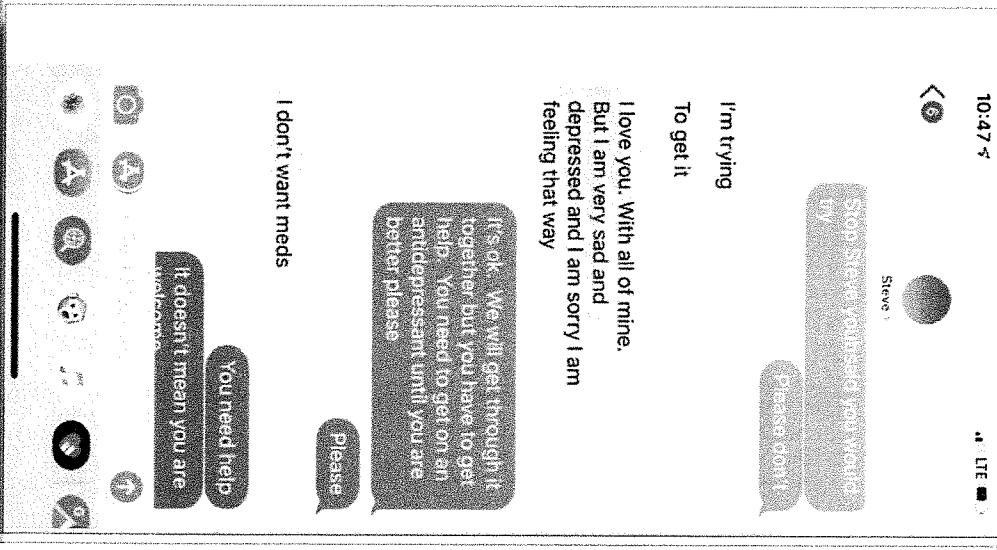 10:47
LTE
6
Steve >
Stop Steve you said you would
try
Please don't
I'm trying
To get it
I love you. With all of mine.
But I am very sad and
depressed and I am sorry I am
feeling that way
It's ok. We will get through it
together but you have to get
help. You need to get on an
antidepressant until you are
better please
Please
I don't want meds
You need help
it doesn't mean you are